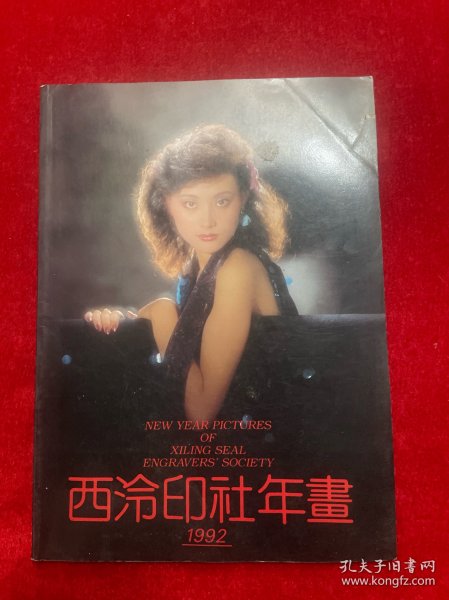 NEW YEAR PICTURES
OF
XILING SEAL
ENGRAVERS' SOCIETY
西泠印社年畫
1992
孔夫子旧书网
www.kongfz.com